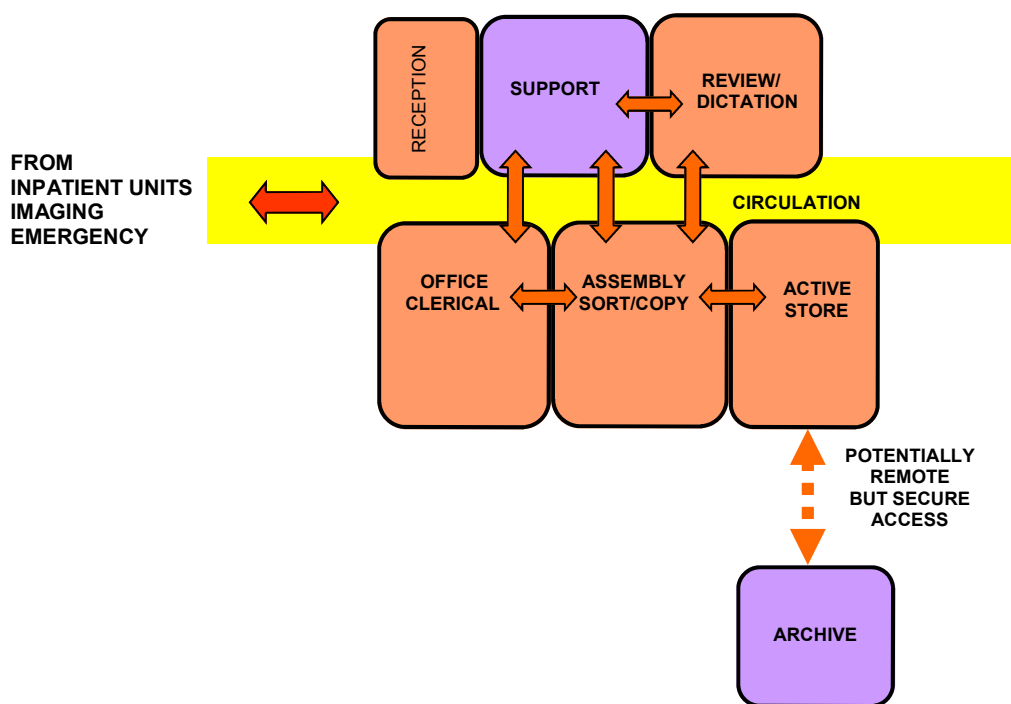 RECEPTION
SUPPORT
REVIEW/
DICTATION
FROM
INPATIENT UNITS
IMAGING
EMERGENCY
CIRCULATION
OFFICE
CLERICAL
ASSEMBLY
SORT/COPY
ACTIVE
STORE
POTENTIALLY
REMOTE
BUT SECURE
ACCESS
ARCHIVE